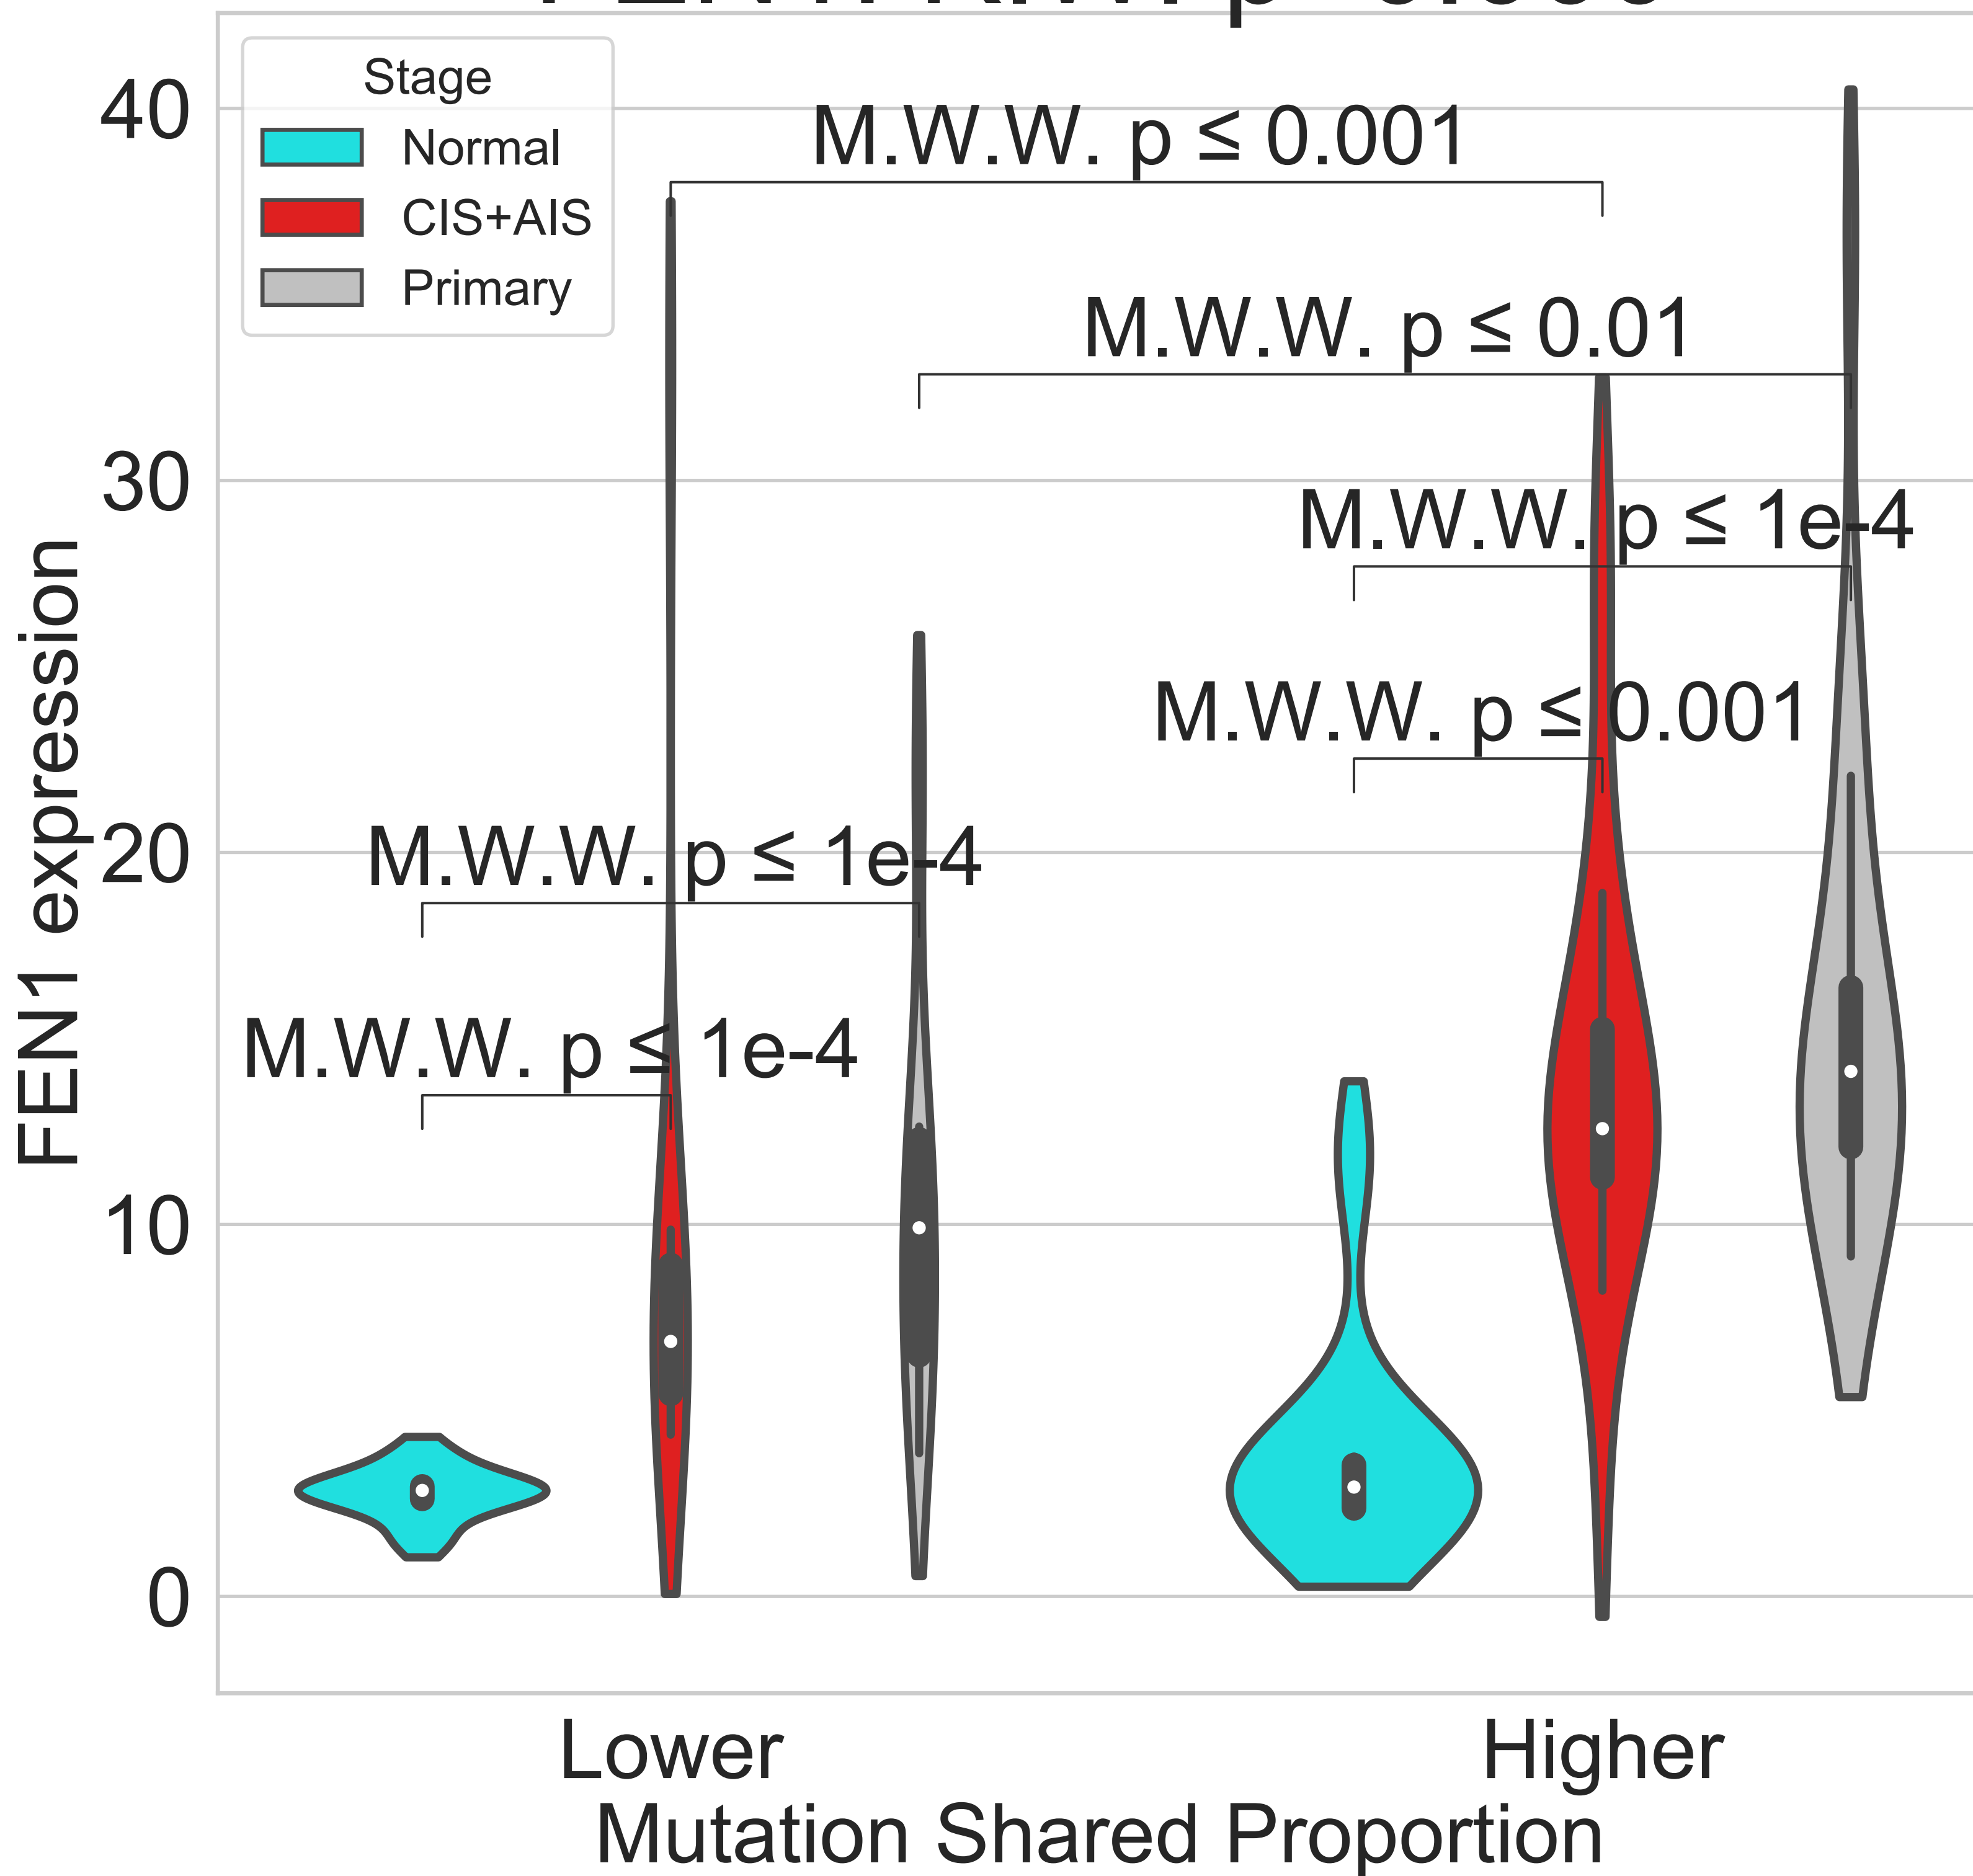 Stage
Normal
CIS+AIS
Primary
M.W.W. p ≤ 0.001
M.W.W. p ≤ 0.01
M.W.W. p ≤ 1e-4
M.W.W. p ≤ 0.001
M.W.W. p ≤ 1e-4
M.W.W. p ≤ 1e-4
40
30
20
10
0
FEN1 expression
Lower
Higher
Mutation Shared Proportion